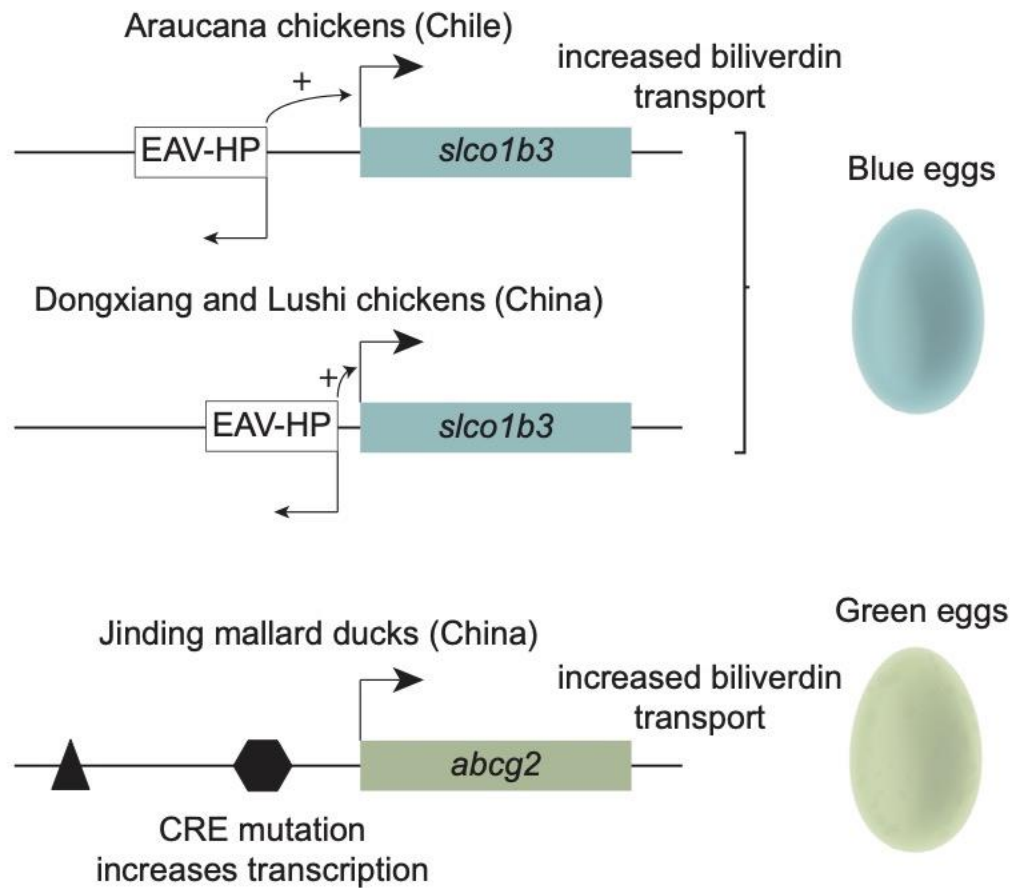 Araucana chickens (Chile)
increased biliverdin
transport
+
EAV-HP
slco1b3
Blue eggs
Dongxiang and Lushi chickens (China)
+
EAV-HP
slco1b3
Green eggs
Jinding mallard ducks (China)
increased biliverdin
transport
abcg2
CRE mutation
increases transcription